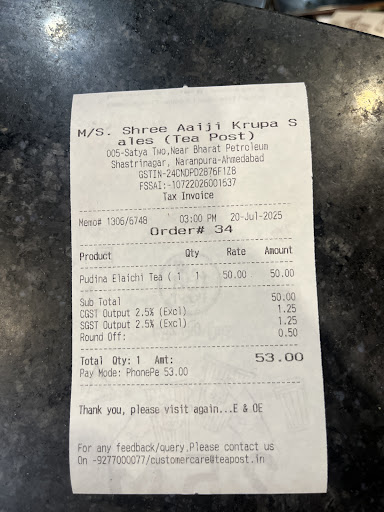 M/S. Shree Aaiji Krupa S
ales (Tea Post)
005-Satya Two,Near Bharat Petroleum
Shastrinagar, Naranpura-Ahmedabad
GSTIN-24CNDPD2876F1ZB
FSSAI:-10722026001637
Tax Invoice
Memo# 1306/6748 03:00 PM 20-Jul-2025
Order# 34
Product Qty Rate Amount
Pudina Elaichi Tea ( 1 1 50.00 50.00
Sub Total 50.00
CGST Output 2.5% (Excl) 1.25
SGST Output 2.5% (Excl) 1.25
Round Off: 0.50
Total Qty: 1 Amt: 53.00
Pay Mode: PhonePe 53.00
Thank you, please visit again...E & OE
For any feedback/query.Please contact us
On -9277000077/customercare@teapost.in